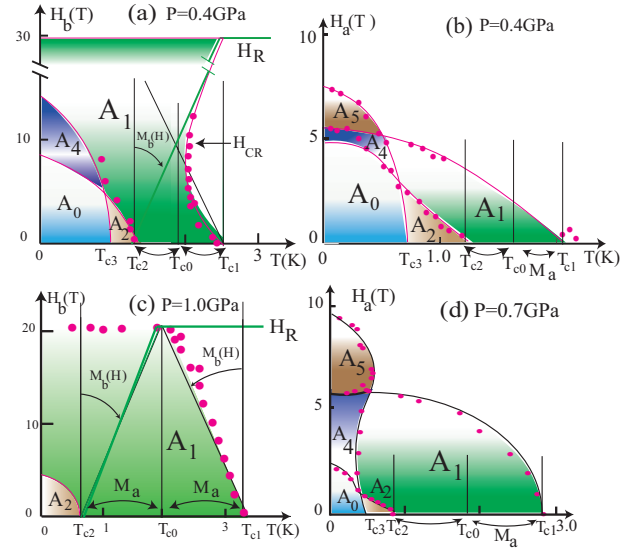 H_b(T) (a) P=0.4GPa
30
H_R
A_1
M_b(H)
10
A_4
H_CR
A_0
A_2
0
T_c3 T_c2 T_c0 T_c1 3 T(K)
H_a(T) (b) P=0.4GPa
10
A_5
5
A_4
A_0
A_1
A_2
0
T_c3 1.0 T_c2 T_c0 M_a T_c1 T(K)
H_b(T) (c) P=1.0GPa
20
H_R
M_b(H)
M_b(H)
10
A_1
A_2
M_a M_a
0
0 T_c2 1 T_c0 3 T_c1 T(K)
10 H_a(T) (d) P=0.7GPa
A_5
5
A_4
A_1
A_0 A_2
0
0 T_c3 T_c2 T_c0 M_a T_c1 3.0